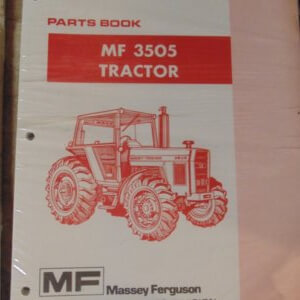 PARTS BOOK
MF 3505
TRACTOR
MF Massey Ferguson